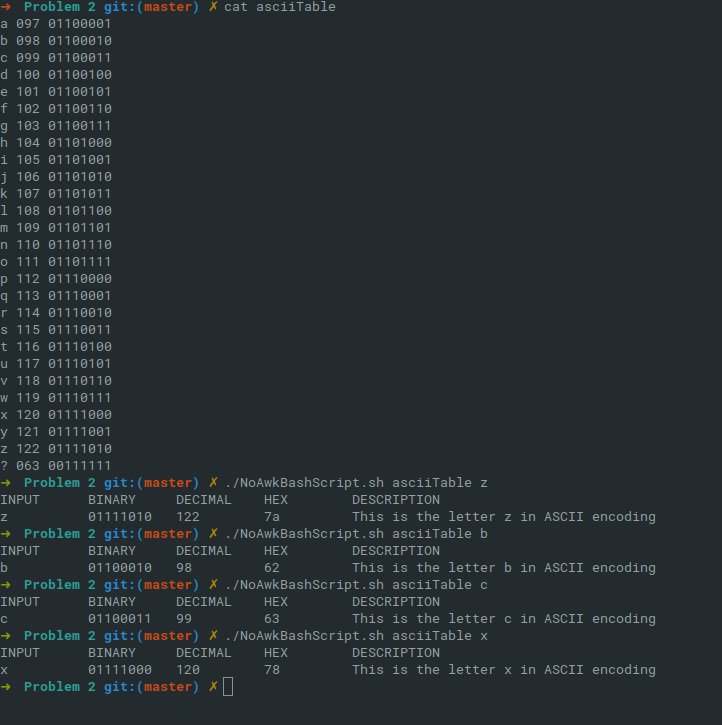 → Problem 2 git:(master) ✗ cat asciiTable
a 097 01100001
b 098 01100010
c 099 01100011
d 100 01100100
e 101 01100101
f 102 01100110
g 103 01100111
h 104 01101000
i 105 01101001
j 106 01101010
k 107 01101011
l 108 01101100
m 109 01101101
n 110 01101110
o 111 01101111
p 112 01110000
q 113 01110001
r 114 01110010
s 115 01110011
t 116 01110100
u 117 01110101
v 118 01110110
w 119 01110111
x 120 01111000
y 121 01111001
z 122 01111010
? 063 00111111
→ Problem 2 git:(master) ✗ ./NoAwkBashScript.sh asciiTable z
INPUT      BINARY     DECIMAL    HEX        DESCRIPTION
z          01111010   122        7a         This is the letter z in ASCII encoding
→ Problem 2 git:(master) ✗ ./NoAwkBashScript.sh asciiTable b
INPUT      BINARY     DECIMAL    HEX        DESCRIPTION
b          01100010   98         62         This is the letter b in ASCII encoding
→ Problem 2 git:(master) ✗ ./NoAwkBashScript.sh asciiTable c
INPUT      BINARY     DECIMAL    HEX        DESCRIPTION
c          01100011   99         63         This is the letter c in ASCII encoding
→ Problem 2 git:(master) ✗ ./NoAwkBashScript.sh asciiTable x
INPUT      BINARY     DECIMAL    HEX        DESCRIPTION
x          01111000   120        78         This is the letter x in ASCII encoding
→ Problem 2 git:(master) ✗